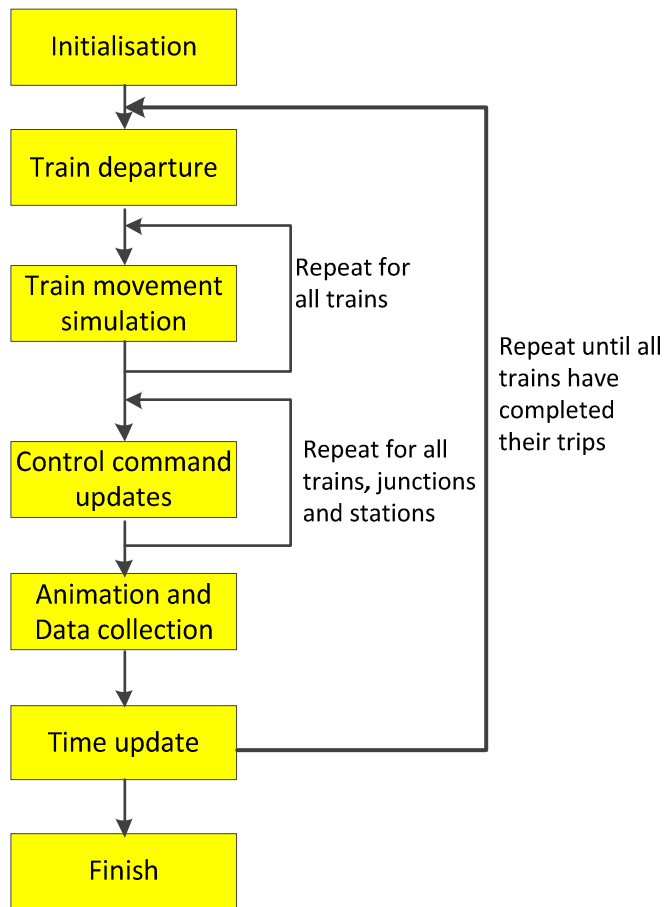 Initialisation
Train departure
Repeat for
all trains
Train movement
simulation
Repeat until all
trains have
completed
their trips
Control command
updates
Repeat for all
trains, junctions
and stations
Animation and
Data collection
Time update
Finish